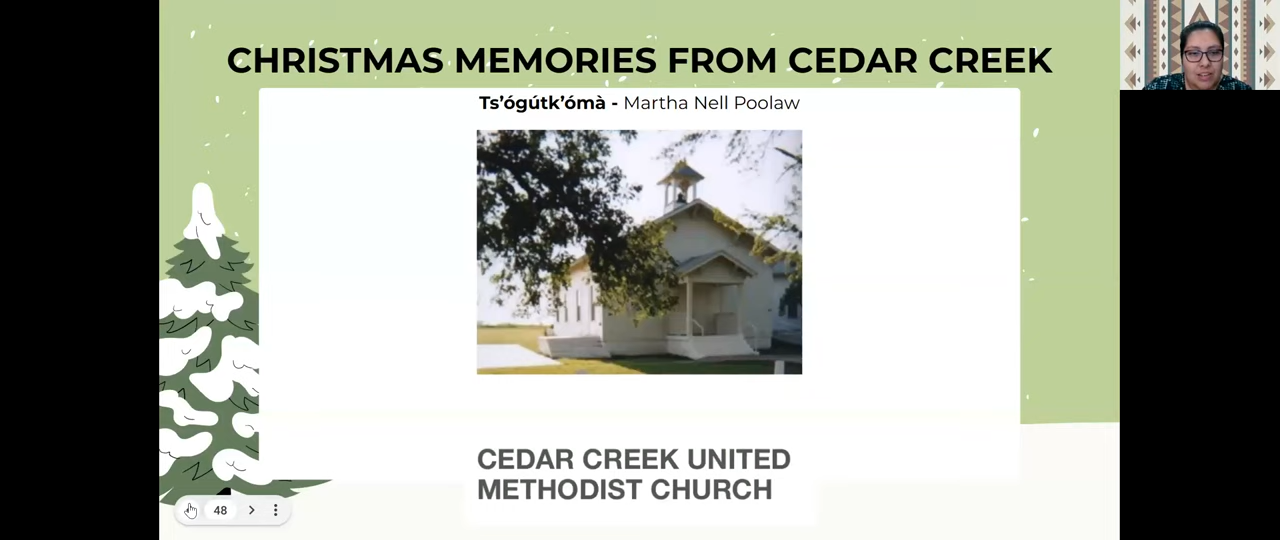 CHRISTMAS MEMORIES FROM CEDAR CREEK
Ts'ógútk'ómà - Martha Nell Poolaw
CEDAR CREEK UNITED
METHODIST CHURCH
48